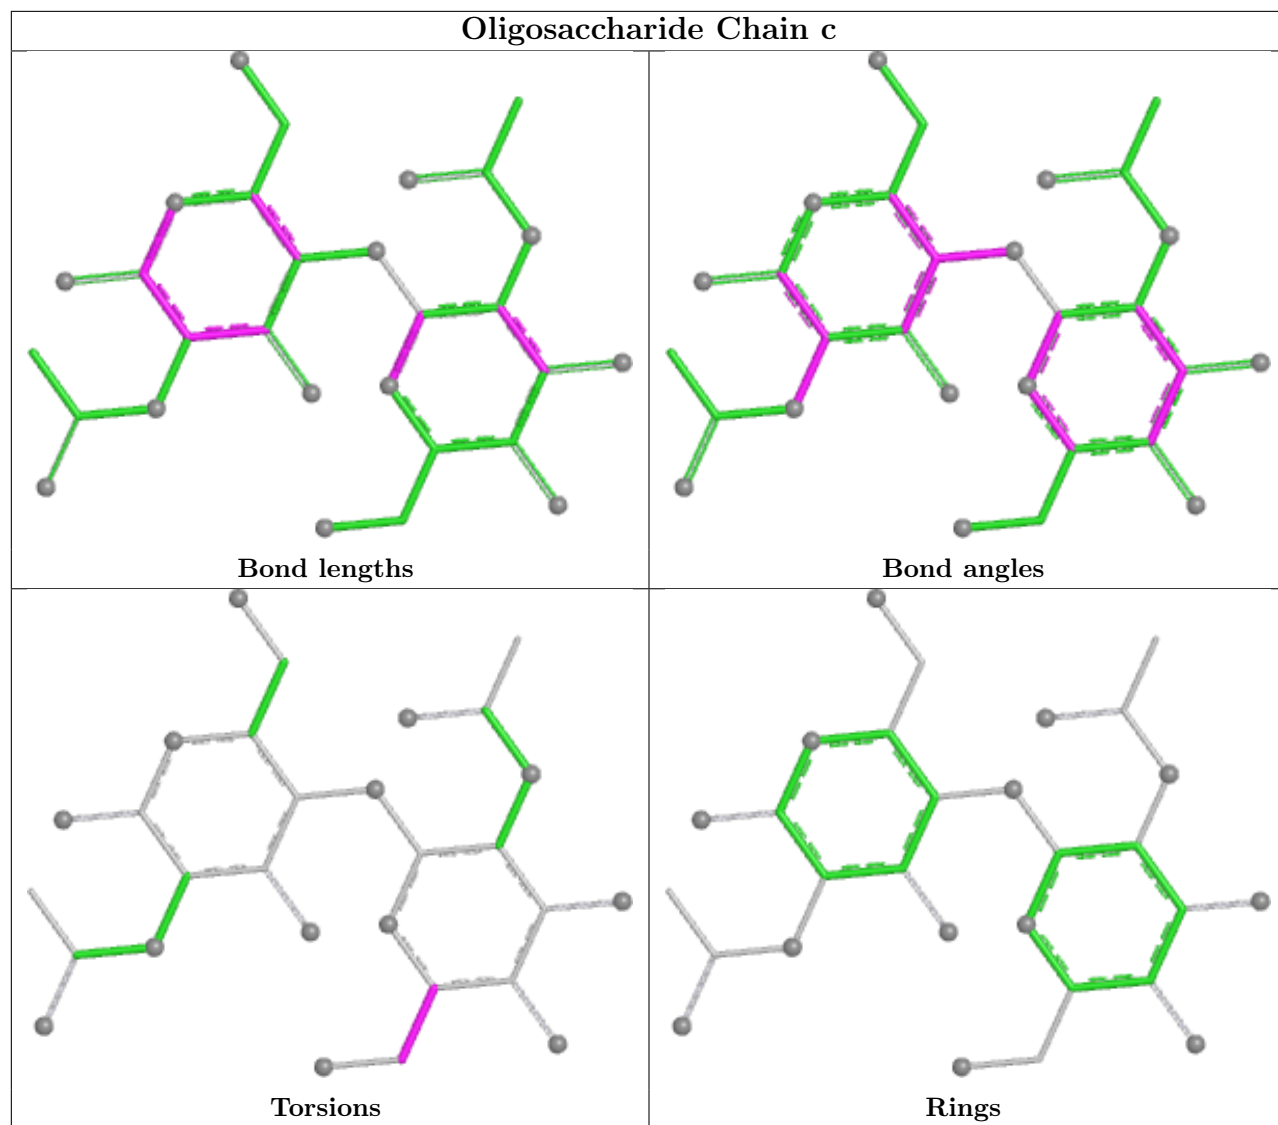 Oligosaccharide Chain c
Bond lengths
Bond angles
Torsions
Rings